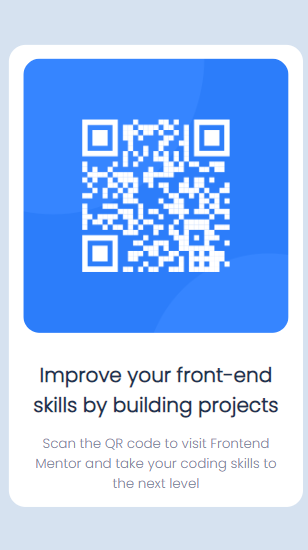 Improve your front-end
skills by building projects
Scan the QR code to visit Frontend
Mentor and take your coding skills to
the next level